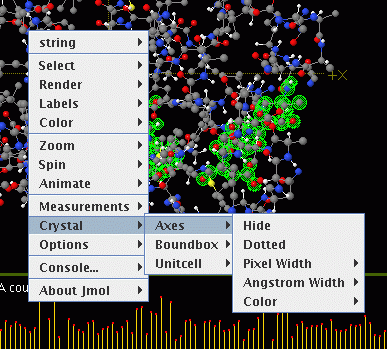 string
Select
Render
Labels
Color
Zoom
Spin
Animate
Measurements
Crystal
Options
Console...
About Jmol
Axes
Boundbox
Unitcell
Hide
Dotted
Pixel Width
Angstrom Width
Color
+X
A cou